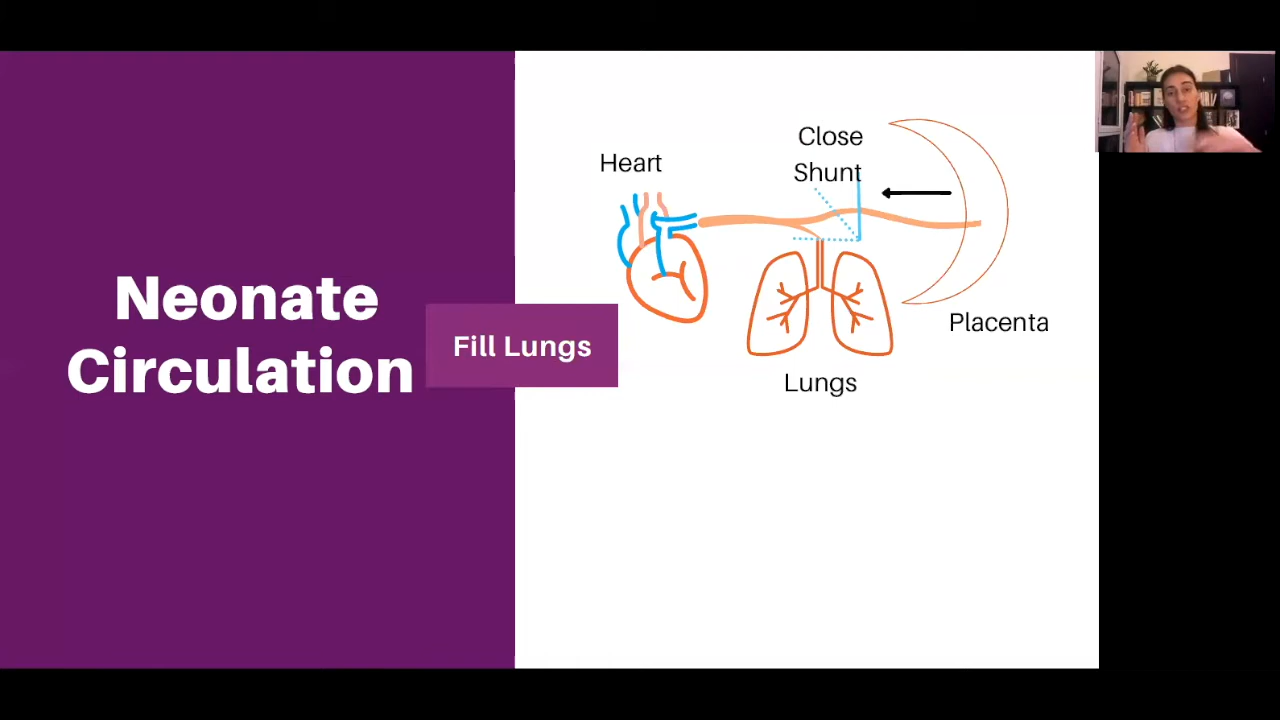 Neonate
Circulation
Fill Lungs
Heart
Close
Shunt
Placenta
Lungs